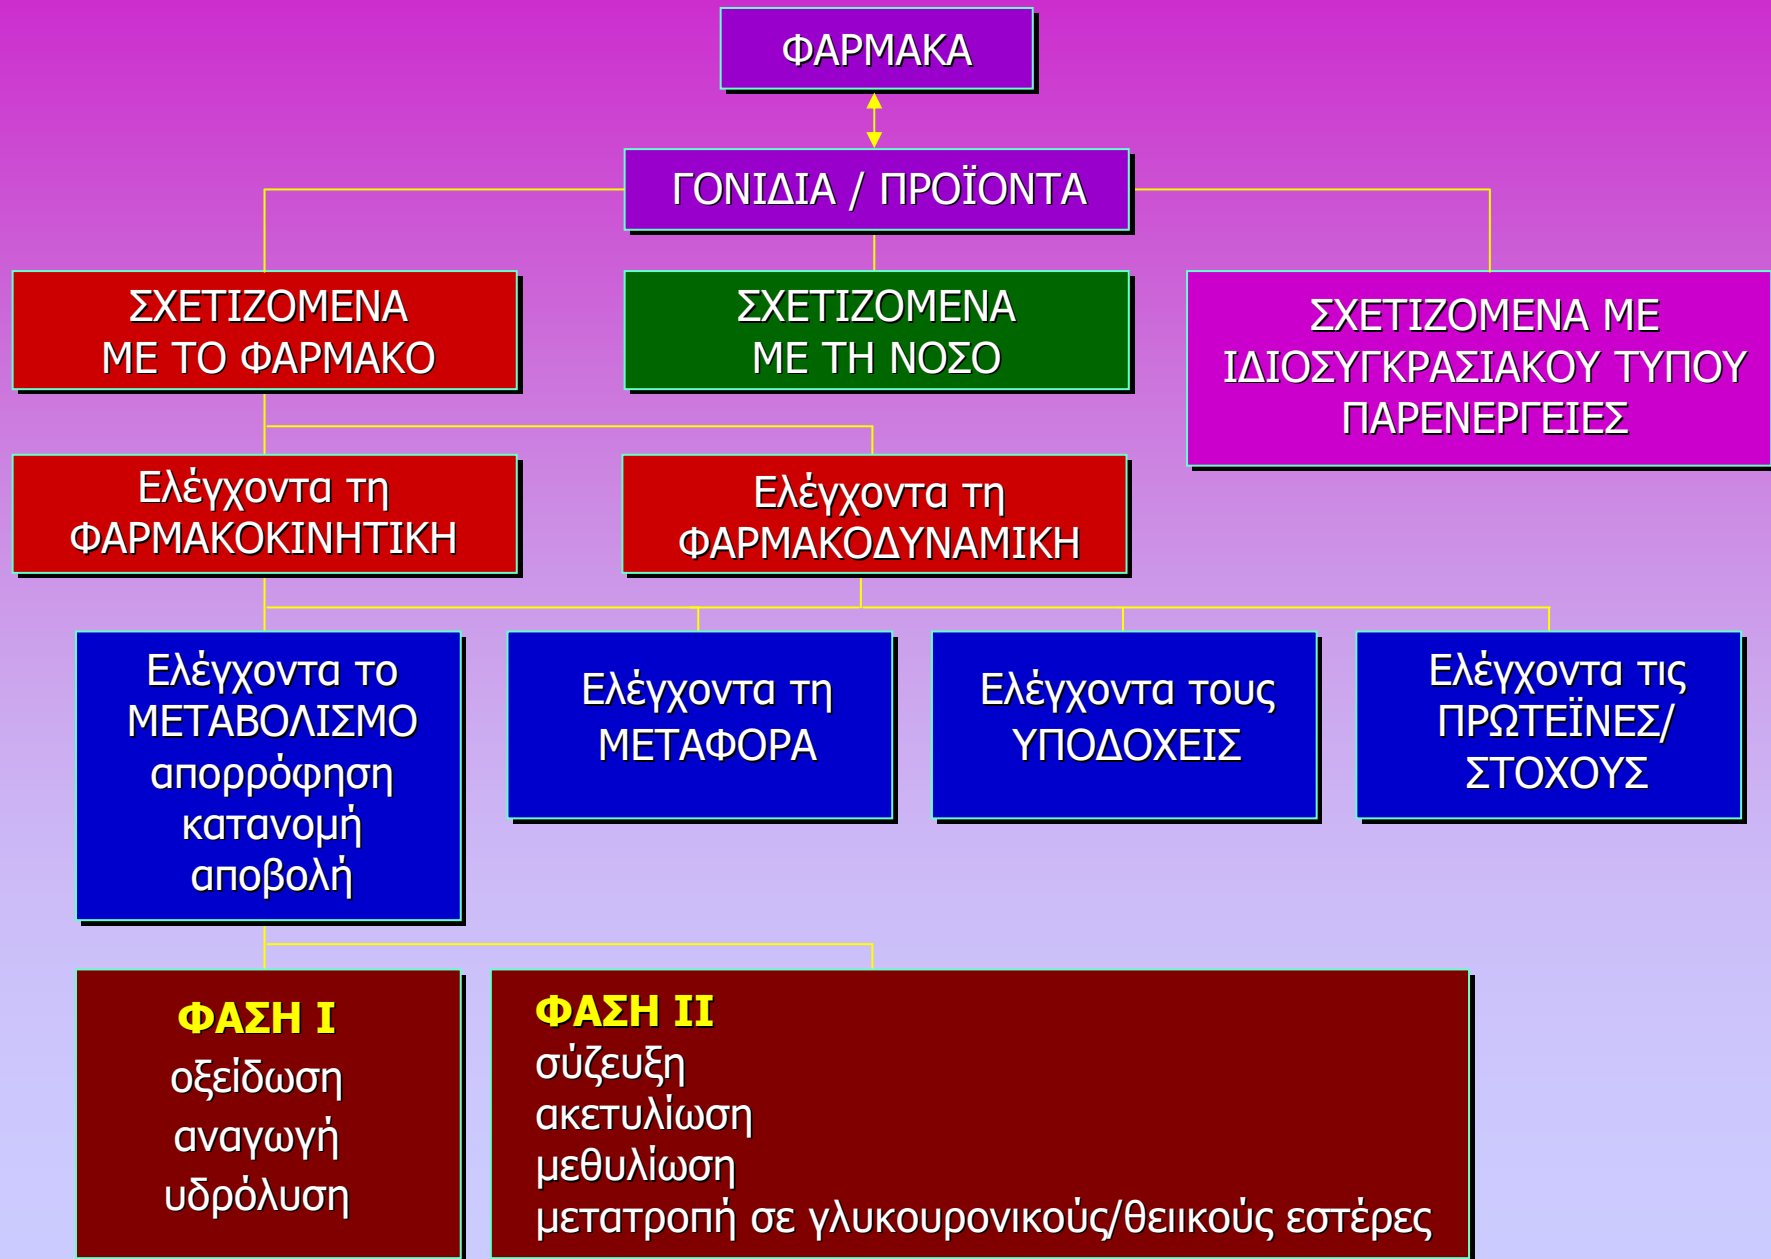 ΦΑΡΜΑΚΑ
ΓΟΝΙΔΙΑ / ΠΡΟΪΟΝΤΑ
ΣΧΕΤΙΖΟΜΕΝΑ
ΜΕ ΤΟ ΦΑΡΜΑΚΟ
ΣΧΕΤΙΖΟΜΕΝΑ
ΜΕ ΤΗ ΝΟΣΟ
ΣΧΕΤΙΖΟΜΕΝΑ ΜΕ
ΙΔΙΟΣΥΓΚΡΑΣΙΑΚΟΥ ΤΥΠΟΥ
ΠΑΡΕΝΕΡΓΕΙΕΣ
Ελέγχοντα τη
ΦΑΡΜΑΚΟΚΙΝΗΤΙΚΗ
Ελέγχοντα τη
ΦΑΡΜΑΚΟΔΥΝΑΜΙΚΗ
Ελέγχοντα το
ΜΕΤΑΒΟΛΙΣΜΟ
απορρόφηση
κατανομή
αποβολή
Ελέγχοντα τη
ΜΕΤΑΦΟΡΑ
Ελέγχοντα τους
ΥΠΟΔΟΧΕΙΣ
Ελέγχοντα τις
ΠΡΩΤΕΪΝΕΣ/
ΣΤΟΧΟΥΣ
ΦΑΣΗ Ι
οξείδωση
αναγωγή
υδρόλυση
ΦΑΣΗ ΙΙ
σύζευξη
ακετυλίωση
μεθυλίωση
μετατροπή σε γλυκουρονικούς/θειικούς εστέρες